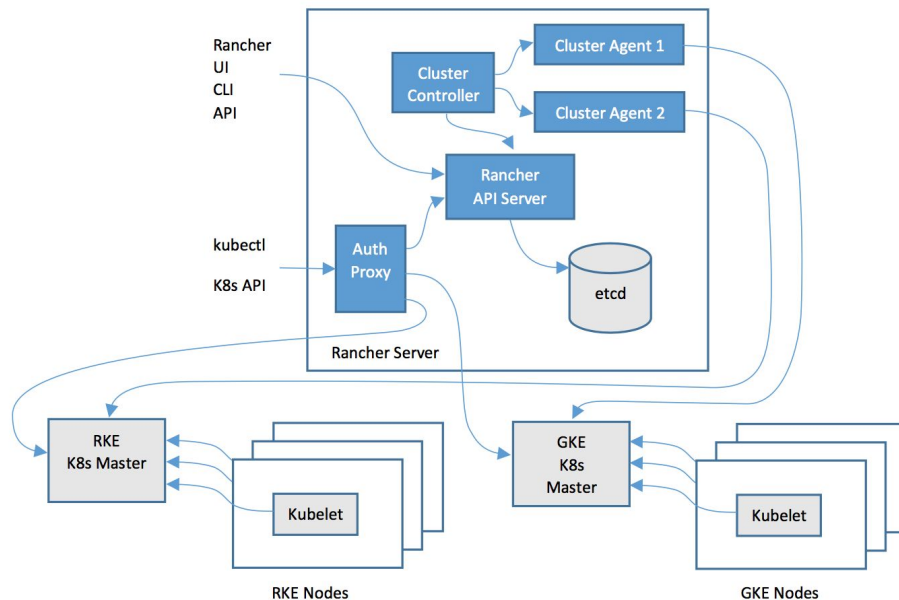 Rancher
UI
CLI
API
Cluster
Controller
Cluster Agent 1
Cluster Agent 2
Rancher
API Server
kubectl
K8s API
Auth
Proxy
etcd
Rancher Server
RKE
K8s Master
Kubelet
RKE Nodes
GKE
K8s
Master
Kubelet
GKE Nodes